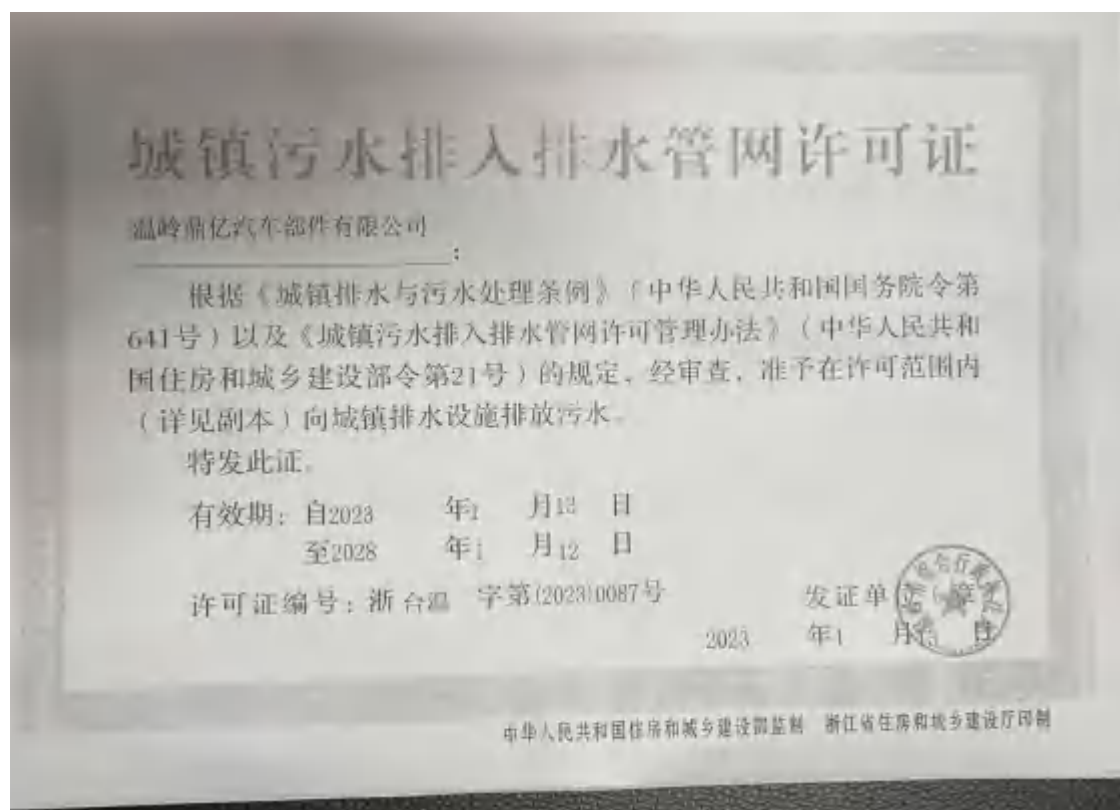 城镇污水排入排水管网许可证
温岭鼎亿汽车部件有限公司
:
根据《城镇排水与污水处理条例》(中华人民共和国国务院令第
641号)以及《城镇污水排入排水管网许可管理办法》(中华人民共和
国住房和城乡建设部令第21号)的规定,经审查,准予在许可范围内
(详见副本)向城镇排水设施排放污水。
特发此证。
有效期:自2023 年1 月13 日
至2028 年1 月12 日
许可证编号:浙 台温 字第(2023)0087号
发证单 章)
2023 年1 月13 日
中华人民共和国住房和城乡建设部监制 浙江省住房和城乡建设厅印制